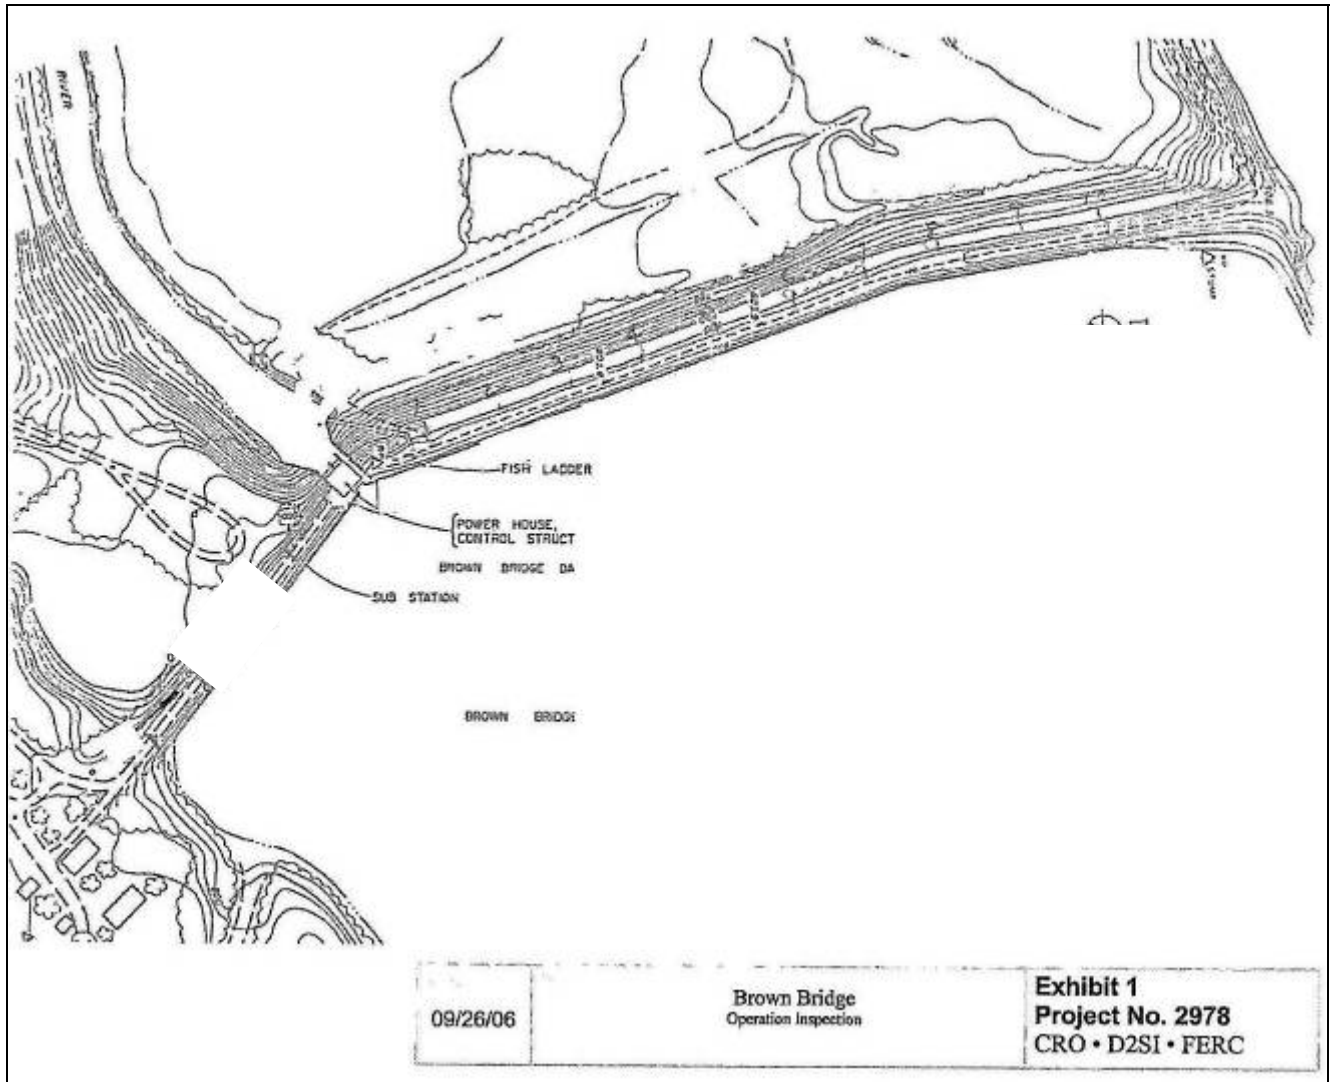 RIVER
FISH LADDER
POWER HOUSE,
CONTROL STRUCT
BROWN BRIDGE DA
SUB STATION
BROWN BRIDGE
09/26/06
Brown Bridge
Operation Inspection
Exhibit 1
Project No. 2978
CRO • D2SI • FERC